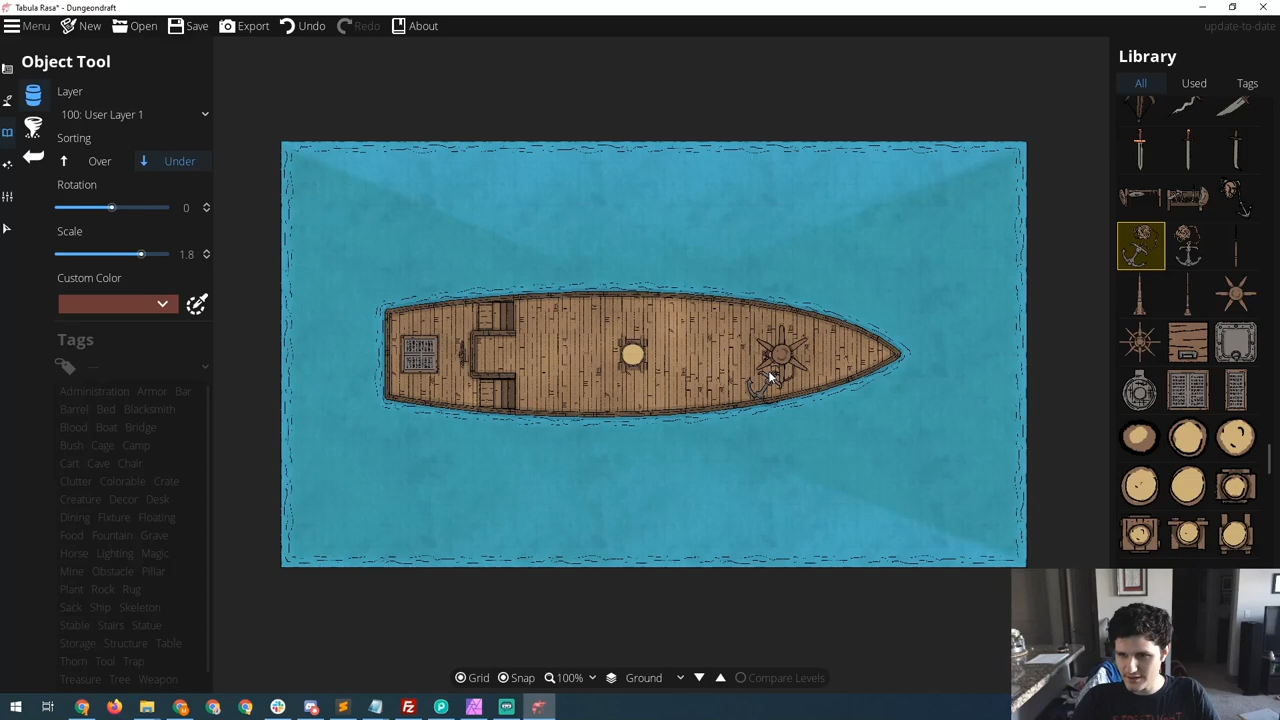 Tabula Rasa* - Dungeondraft
Menu New Open Save Export Undo Redo About
update-to-date
Object Tool
Layer
100: User Layer 1
Sorting
Over Under
Rotation
0
Scale
1.8
Custom Color
Tags
Administration Armor Bar
Barrel Bed Blacksmith
Blood Boat Bridge
Bush Cage Camp
Cart Cave Chair
Clutter Colorable Crate
Creature Decor Desk
Dining Fixture Floating
Food Fountain Grave
Horse Lighting Magic
Mine Obstacle Pillar
Plant Rock Rug
Sack Ship Skeleton
Stable Stairs Statue
Storage Structure Table
Thorn Tool Trap
Treasure Tree Weapon
Library
All Used Tags
Grid Snap 100% Ground Compare Levels